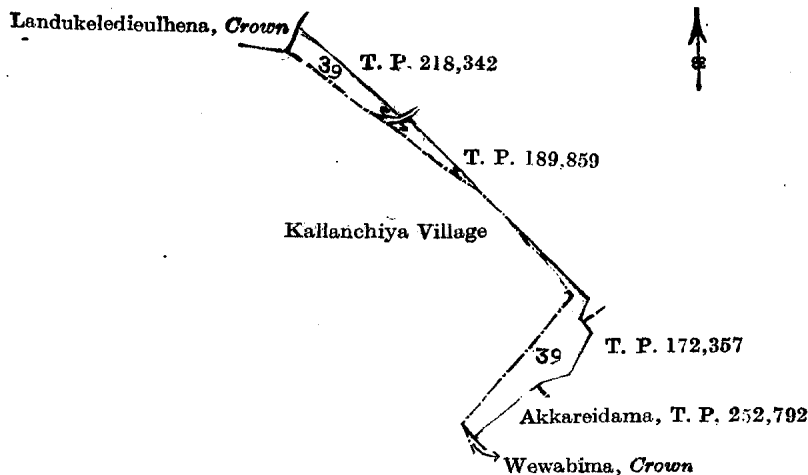 Landukeledieulhena, Crown
39
T. P. 218,342
T. P. 189,859
Kallanchiya Village
39
T. P. 172,357
Akkareidama, T. P. 252,792
Wewabima, Crown